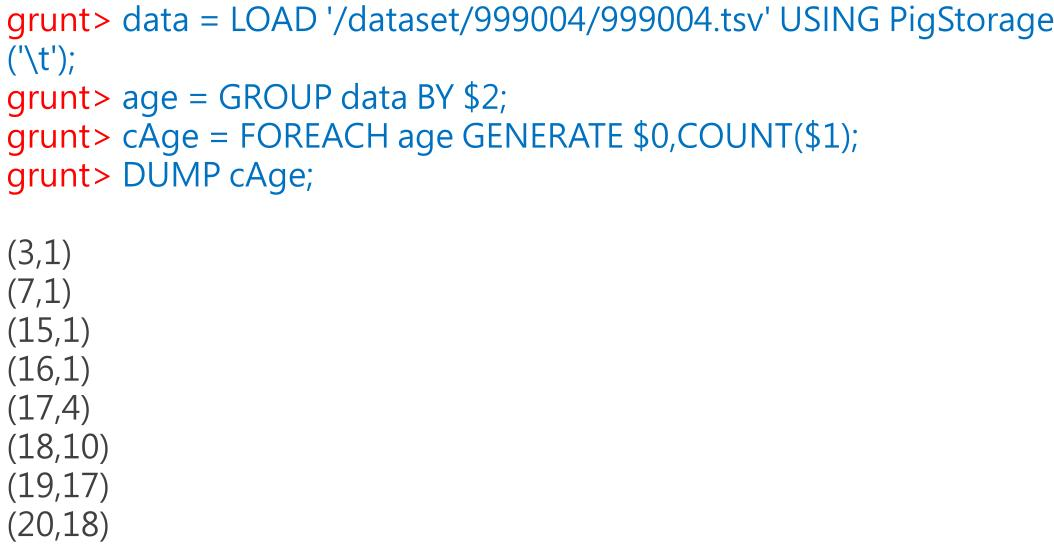 grunt> data = LOAD '/dataset/999004/999004.tsv' USING PigStorage
('\t');
grunt> age = GROUP data BY $2;
grunt> cAge = FOREACH age GENERATE $0,COUNT($1);
grunt> DUMP cAge;
(3,1)
(7,1)
(15,1)
(16,1)
(17,4)
(18,10)
(19,17)
(20,18)